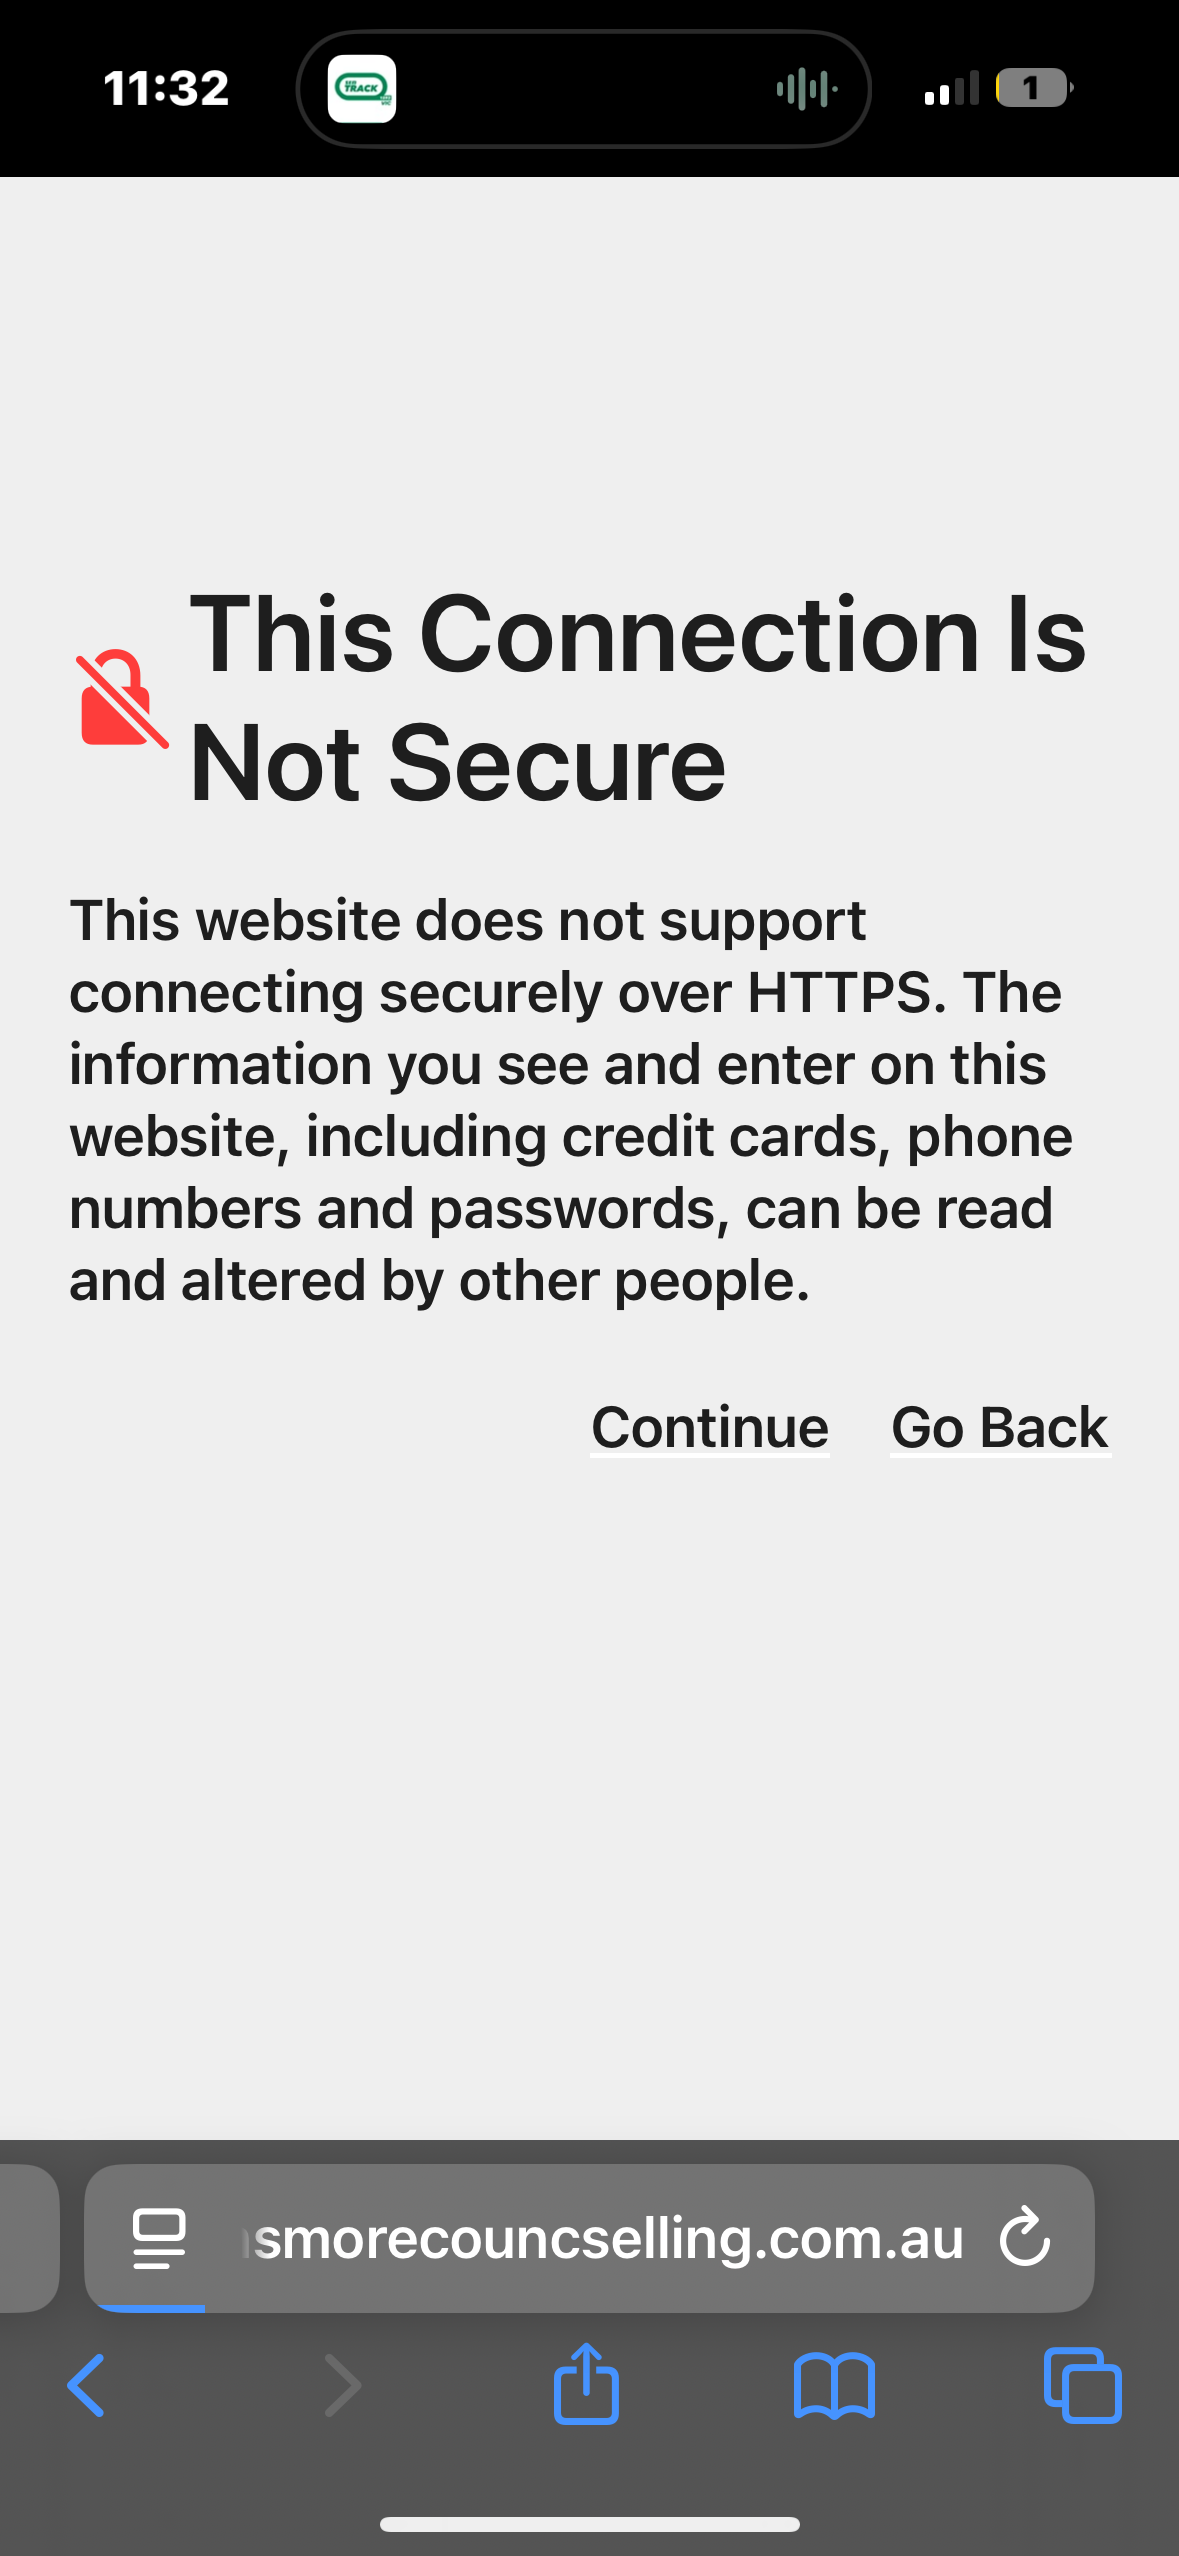 11:32
TRACK
1
This Connection Is
Not Secure
This website does not support
connecting securely over HTTPS. The
information you see and enter on this
website, including credit cards, phone
numbers and passwords, can be read
and altered by other people.
Continue Go Back
smorecouncselling.com.au